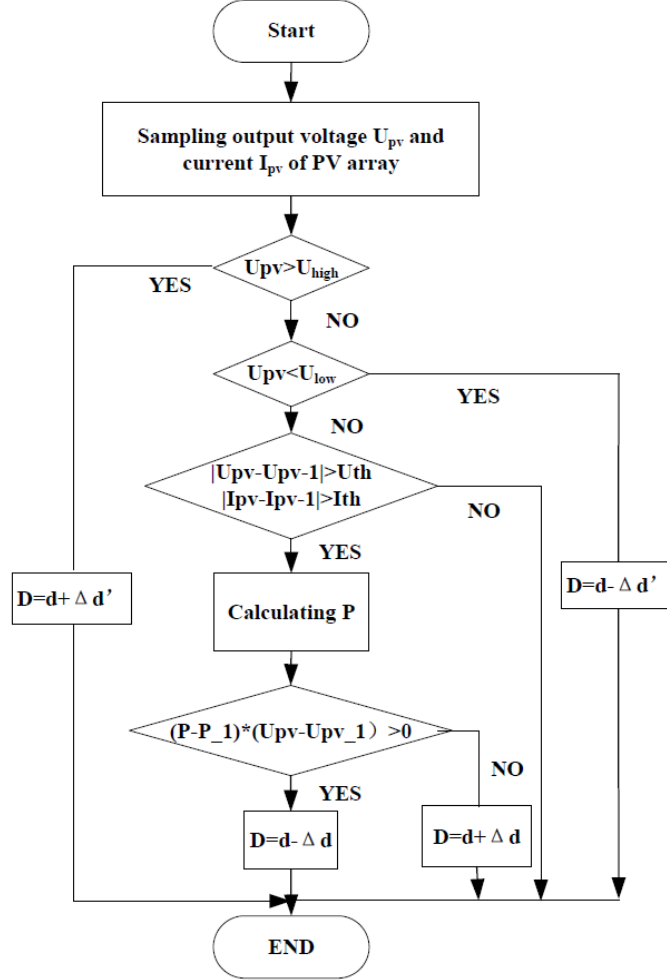 Start
Sampling output voltage Upv and
current Ipv of PV array
Upv>Uhigh
YES
NO
Upv<Ulow
YES
NO
|Upv-Upv-1|>Uth
|Ipv-Ipv-1|>Ith
NO
YES
D=d+Δd’
Calculating P
D=d-Δd’
(P-P_1)*(Upv-Upv_1）>0
NO
YES
D=d-Δd
D=d+Δd
END